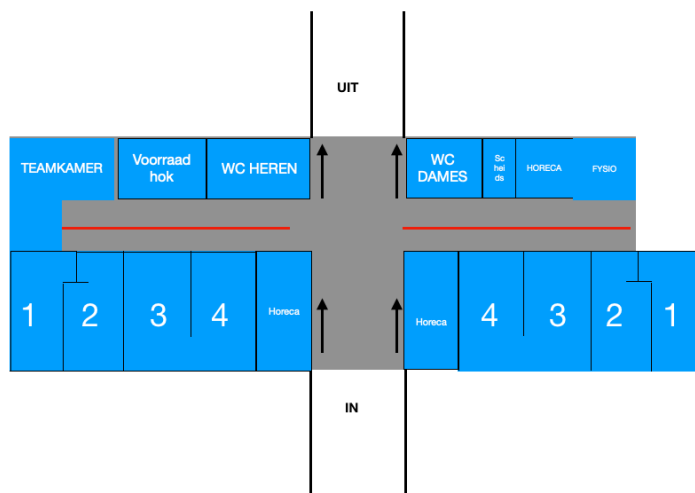 UIT
TEAMKAMER
Voorraad
hok
WC HEREN
WC
DAMES
Sc
hei
ds
HORECA
FYSIO
1
2
3
4
Horeca
Horeca
4
3
2
1
IN